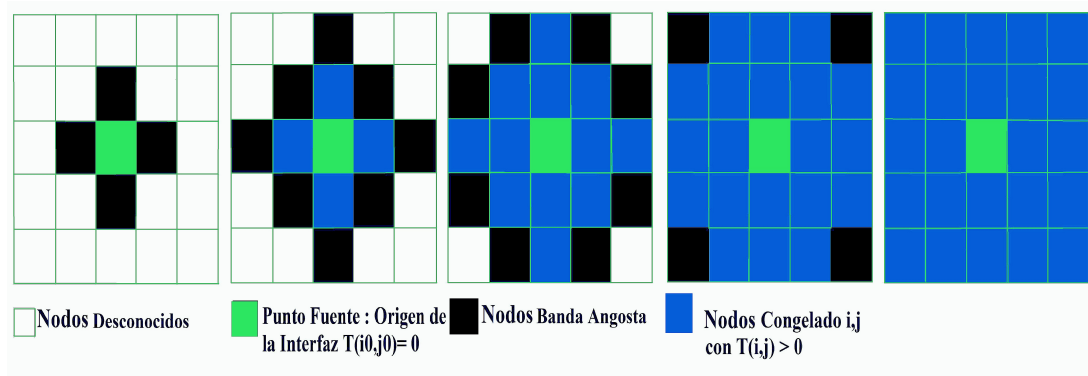 Nodos Desconocidos
Punto Fuente : Origen de
la Interfaz T(i0,j0)= 0
Nodos Banda Angosta
Nodos Congelado i,j
con T(i,j) > 0